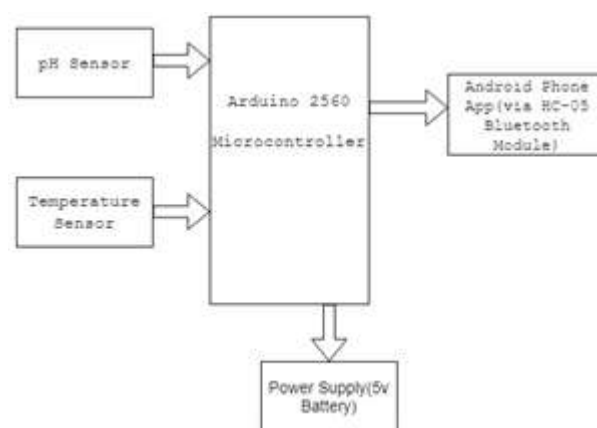 pH Sensor
Arduino 2560
Microcontroller
Android Phone
App(via HC-05
Bluetooth
Module)
Temperature
Sensor
Power Supply(5v
Battery)